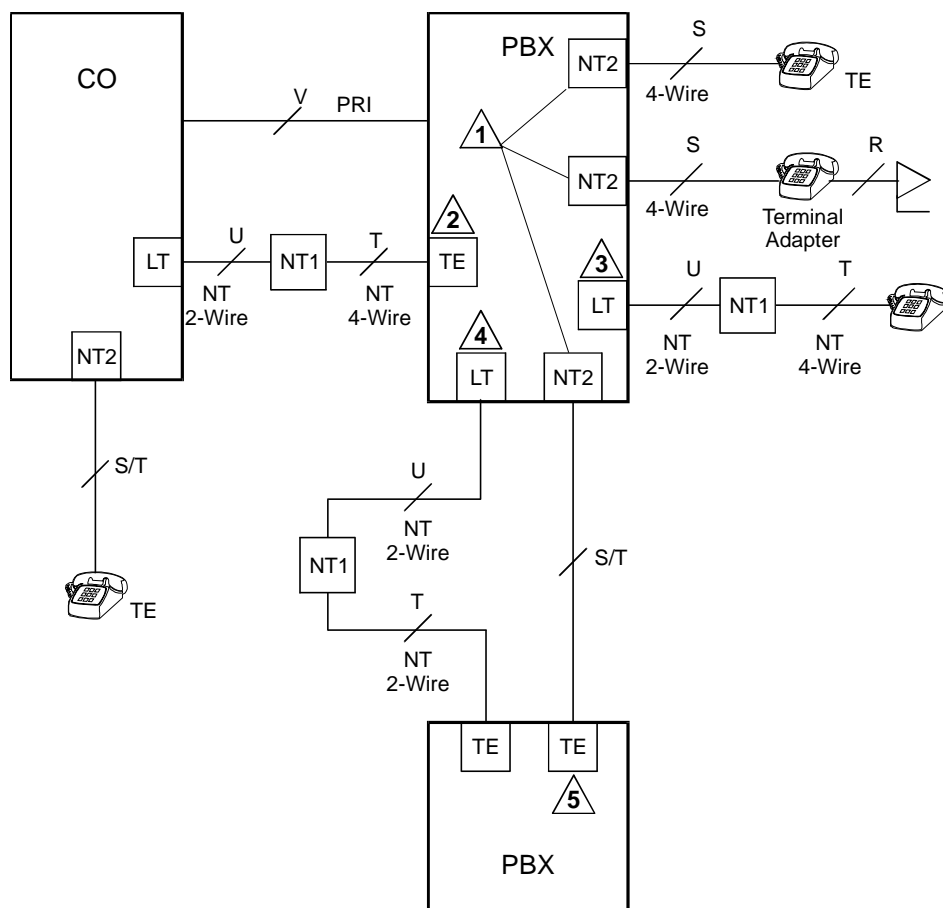 CO
PBX
V
PRI
LT
U
NT
2-Wire
NT1
T
NT
4-Wire
TE
2
NT2
S/T
TE
1
NT2
S
4-Wire
TE
NT2
S
4-Wire
Terminal
Adapter
R
3
LT
U
NT
2-Wire
NT1
T
NT
4-Wire
4
LT
NT2
U
NT
2-Wire
NT1
T
NT
2-Wire
S/T
TE
TE
5
PBX